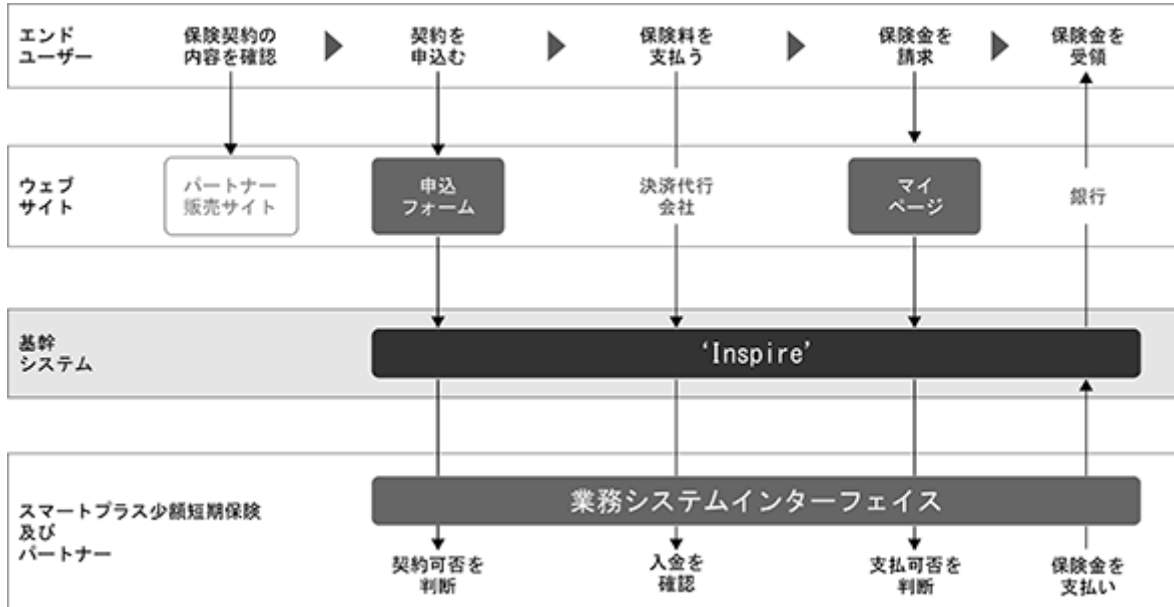 エンド
ユーザー
保険契約の
内容を確認
契約を
申込む
保険料を
支払う
保険金を
請求
保険金を
受領
ウェブ
サイト
パートナー
販売サイト
申込
フォーム
決済代行
会社
マイ
ページ
銀行
基幹
システム
‘Inspire’
スマートプラス少額短期保険
及び
パートナー
業務システムインターフェイス
契約可否を
判断
入金を
確認
支払可否を
判断
保険金を
支払い